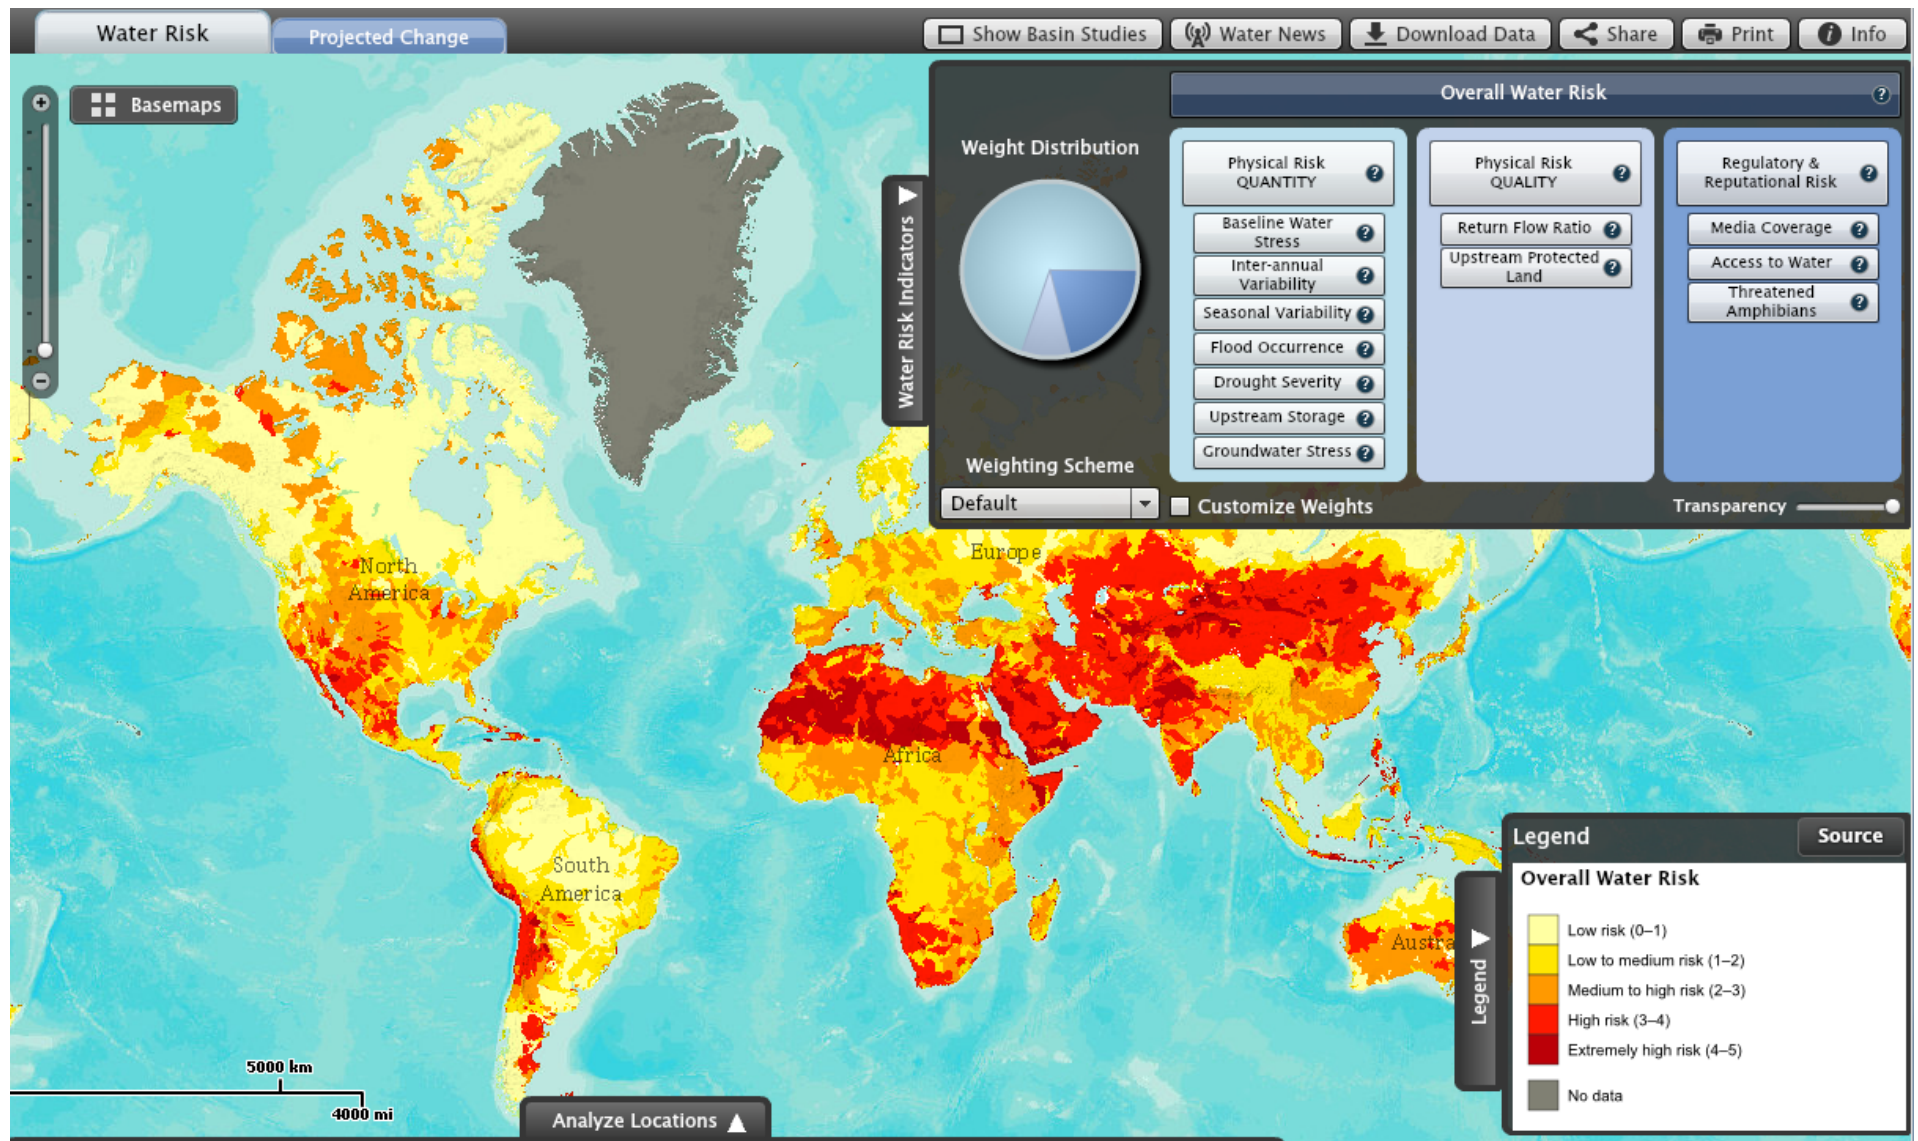 Water Risk
Projected Change
Show Basin Studies
Water News
Download Data
Share
Print
Info
Basemaps
Water Risk Indicators
Weight Distribution
Weighting Scheme
Default
Overall Water Risk
Physical Risk
QUANTITY
Baseline Water
Stress
Inter-annual
Variability
Seasonal Variability
Flood Occurrence
Drought Severity
Upstream Storage
Groundwater Stress
Physical Risk
QUALITY
Return Flow Ratio
Upstream Protected
Land
Regulatory &
Reputational Risk
Media Coverage
Access to Water
Threatened
Amphibians
Customize Weights
Transparency
North
America
Europe
Africa
South
America
Austra
5000 km
4000 mi
Analyze Locations
Legend
Legend
Source
Overall Water Risk
Low risk (0–1)
Low to medium risk (1–2)
Medium to high risk (2–3)
High risk (3–4)
Extremely high risk (4–5)
No data